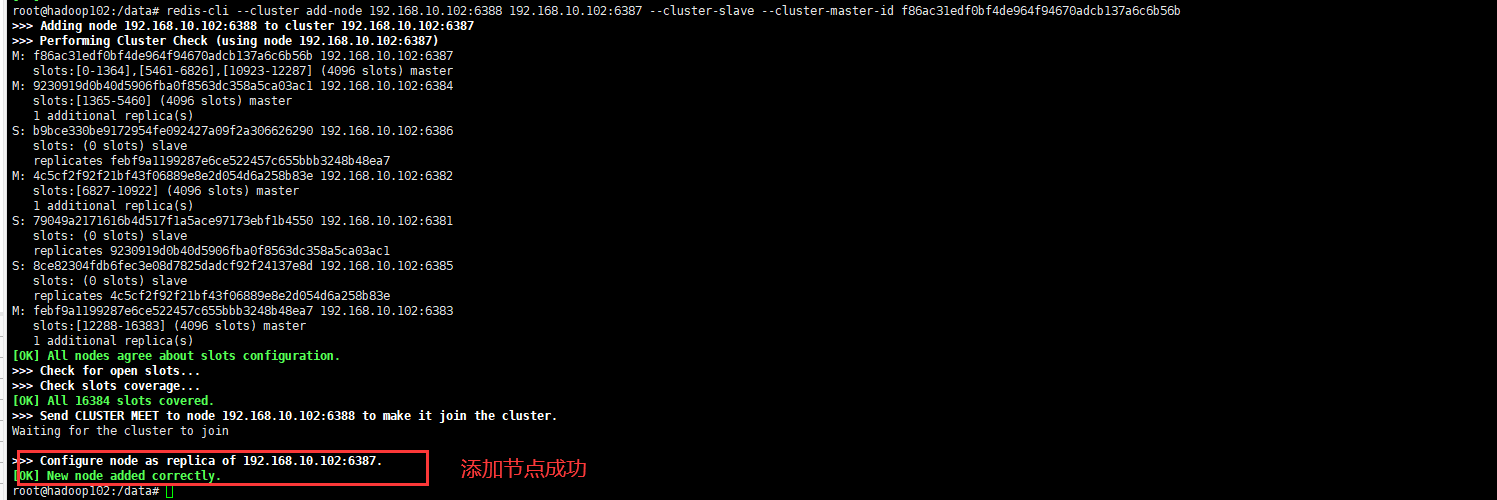 root@hadoop102:/data# redis-cli --cluster add-node 192.168.10.102:6388 192.168.10.102:6387 --cluster-slave --cluster-master-id f86ac31edf0bf4de964f94670adcb137a6c6b56b
>>> Adding node 192.168.10.102:6388 to cluster 192.168.10.102:6387
>>> Performing Cluster Check (using node 192.168.10.102:6387)
M: f86ac31edf0bf4de964f94670adcb137a6c6b56b 192.168.10.102:6387
slots:[0-1364],[5461-6826],[10923-12287] (4096 slots) master
M: 9230919d0b40d5906fba0f8563dc358a5ca03ac1 192.168.10.102:6384
slots:[1365-5460] (4096 slots) master
1 additional replica(s)
S: b9bce330be9172954fe092427a09f2a306626290 192.168.10.102:6386
slots: (0 slots) slave
replicates febf9a1199287e6ce522457c655bbb3248b48ea7
M: 4c5cf2f92f21bf43f06889e8e2d054d6a258b83e 192.168.10.102:6382
slots:[6827-10922] (4096 slots) master
1 additional replica(s)
S: 79049a2171616b4d517f1a5ace97173ebf1b4550 192.168.10.102:6381
slots: (0 slots) slave
replicates 9230919d0b40d5906fba0f8563dc358a5ca03ac1
S: 8ce82304fdb6fec3e08d7825dadcf92f24137e8d 192.168.10.102:6385
slots: (0 slots) slave
replicates 4c5cf2f92f21bf43f06889e8e2d054d6a258b83e
M: febf9a1199287e6ce522457c655bbb3248b48ea7 192.168.10.102:6383
slots:[12288-16383] (4096 slots) master
1 additional replica(s)
[OK] All nodes agree about slots configuration.
>>> Check for open slots...
>>> Check slots coverage...
[OK] All 16384 slots covered.
>>> Send CLUSTER MEET to node 192.168.10.102:6388 to make it join the cluster.
Waiting for the cluster to join
>>> Configure node as replica of 192.168.10.102:6387.
添加节点成功
[OK] New node added correctly.
root@hadoop102:/data#